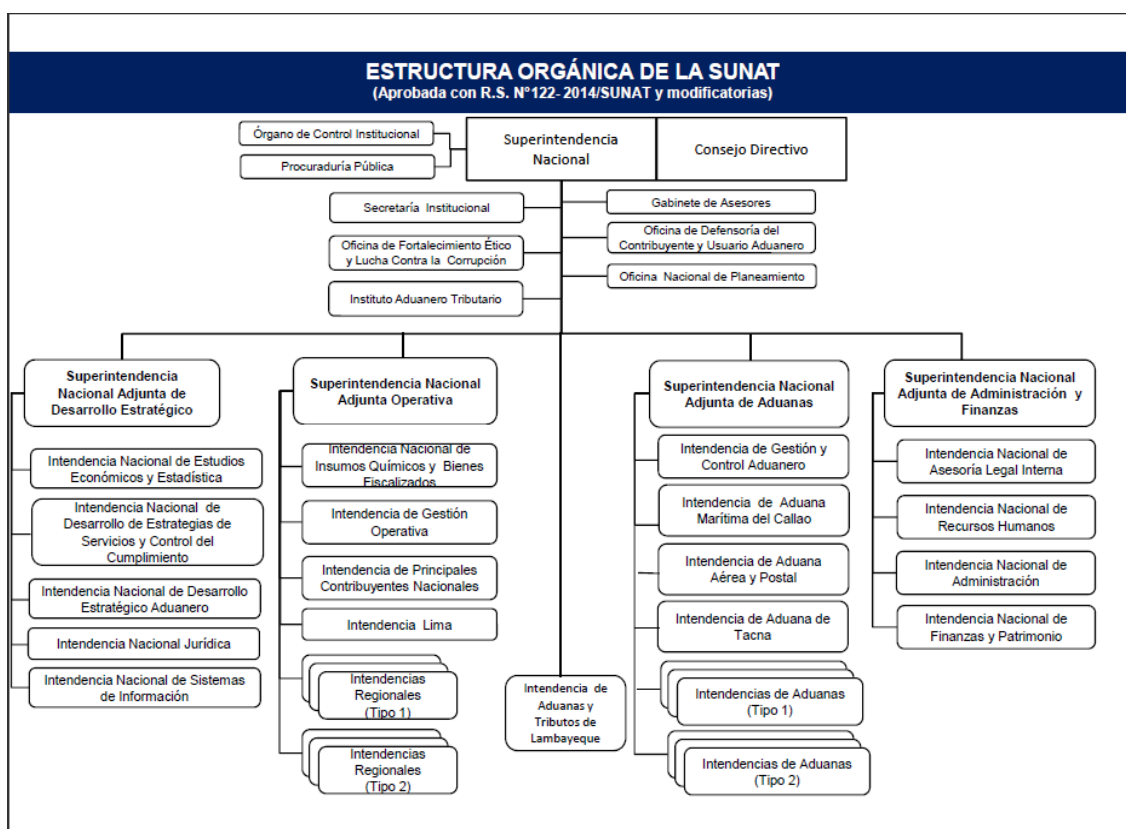 ESTRUCTURA ORGÁNICA DE LA SUNAT
(Aprobada con R.S. N°122- 2014/SUNAT y modificatorias)
Órgano de Control Institucional
Procuraduría Pública
Superintendencia
Nacional
Consejo Directivo
Secretaría Institucional
Gabinete de Asesores
Oficina de Fortalecimiento Ético
y Lucha Contra la Corrupción
Oficina de Defensoría del
Contribuyente y Usuario Aduanero
Instituto Aduanero Tributario
Oficina Nacional de Planeamiento
Superintendencia
Nacional Adjunta de
Desarrollo Estratégico
Intendencia Nacional de Estudios
Económicos y Estadística
Intendencia Nacional de
Desarrollo de Estrategias de
Servicios y Control del
Cumplimiento
Intendencia Nacional de Desarrollo
Estratégico Aduanero
Intendencia Nacional Jurídica
Intendencia Nacional de Sistemas
de Información
Superintendencia Nacional
Adjunta Operativa
Intendencia Nacional de
Insumos Químicos y Bienes
Fiscalizados
Intendencia de Gestión
Operativa
Intendencia de Principales
Contribuyentes Nacionales
Intendencia Lima
Intendencias
Regionales
(Tipo 1)
Intendencias
Regionales
(Tipo 2)
Intendencia de
Aduanas y
Tributos de
Lambayeque
Superintendencia Nacional
Adjunta de Aduanas
Intendencia de Gestión y
Control Aduanero
Intendencia de Aduana
Marítima del Callao
Intendencia de Aduana
Aérea y Postal
Intendencia de Aduana de
Tacna
Intendencias de Aduanas
(Tipo 1)
Intendencias de Aduanas
(Tipo 2)
Superintendencia Nacional
Adjunta de Administración y
Finanzas
Intendencia Nacional de
Asesoría Legal Interna
Intendencia Nacional de
Recursos Humanos
Intendencia Nacional de
Administración
Intendencia Nacional de
Finanzas y Patrimonio